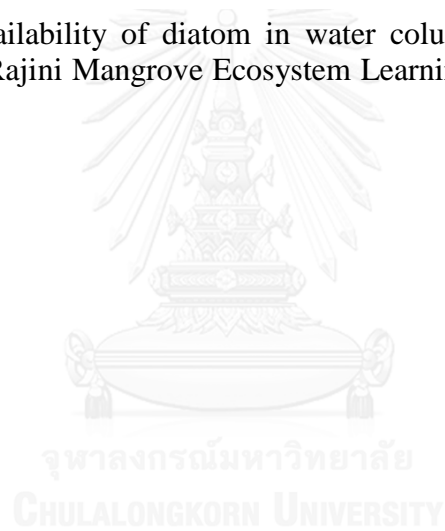 ailability of diatom in water colu
Rajini Mangrove Ecosystem Learnin
จุฬาลงกรณ์มหาวิทยาลัย
CHULALONGKORN UNIVERSITY